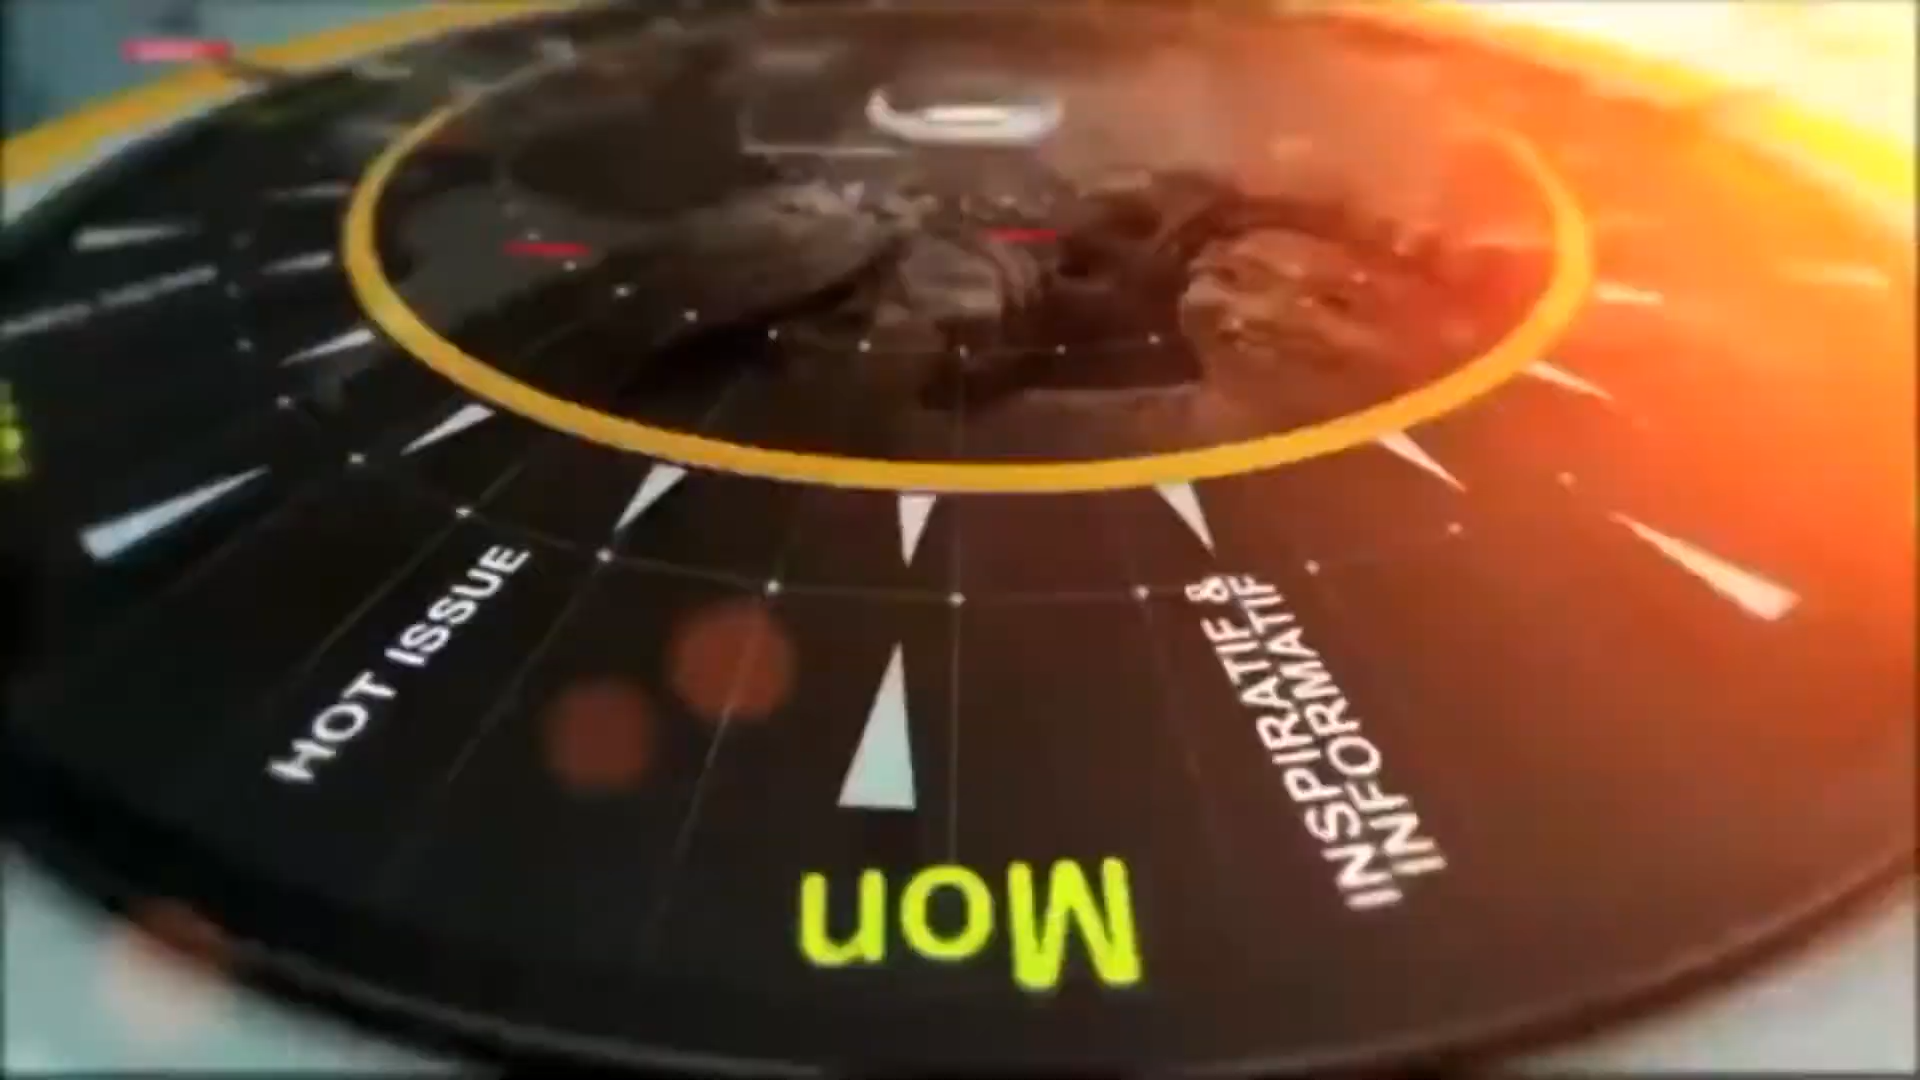 HOT ISSUE
INSPIRATIF &
INFORMATIF
Mon